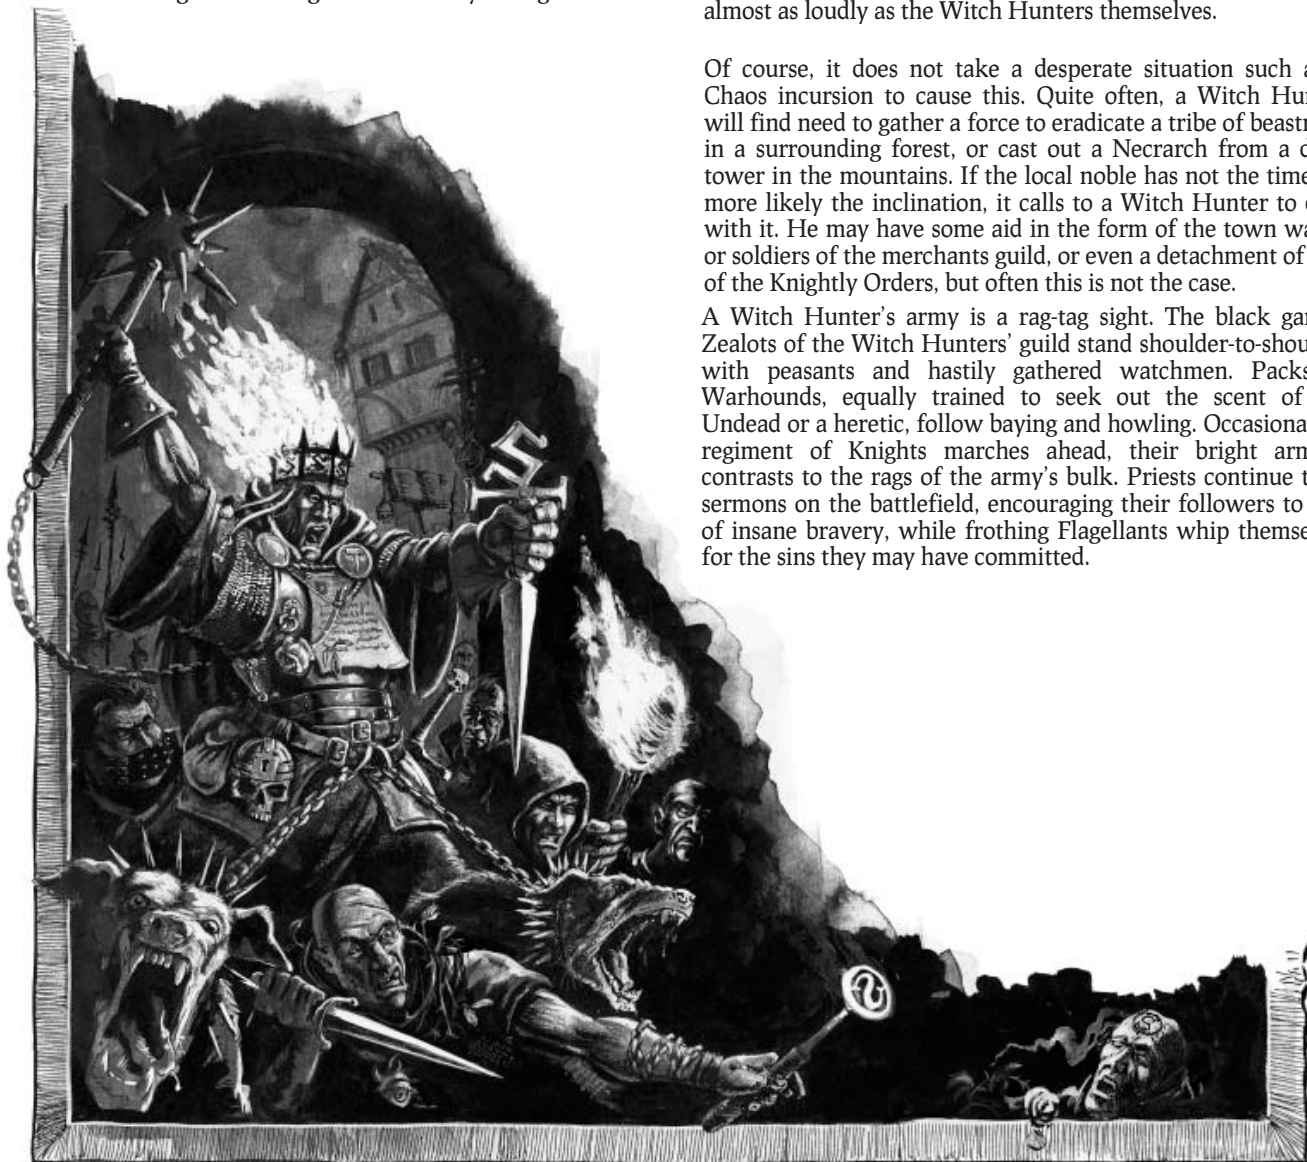 almost as loudly as the Witch Hunters themselves.
Of course, it does not take a desperate situation such a
Chaos incursion to cause this. Quite often, a Witch Hun
will find need to gather a force to eradicate a tribe of beastm
in a surrounding forest, or cast out a Necrarch from a d
tower in the mountains. If the local noble has not the time
more likely the inclination, it calls to a Witch Hunter to d
with it. He may have some aid in the form of the town wa
or soldiers of the merchants guild, or even a detachment of
of the Knightly Orders, but often this is not the case.
A Witch Hunter's army is a rag-tag sight. The black gar
Zealots of the Witch Hunters' guild stand shoulder-to-shou
with peasants and hastily gathered watchmen. Packs
Warhounds, equally trained to seek out the scent of
Undead or a heretic, follow baying and howling. Occasiona
regiment of Knights marches ahead, their bright arm
contrasts to the rags of the army's bulk. Priests continue t
sermons on the battlefield, encouraging their followers to
of insane bravery, while frothing Flagellants whip themse
for the sins they may have committed.